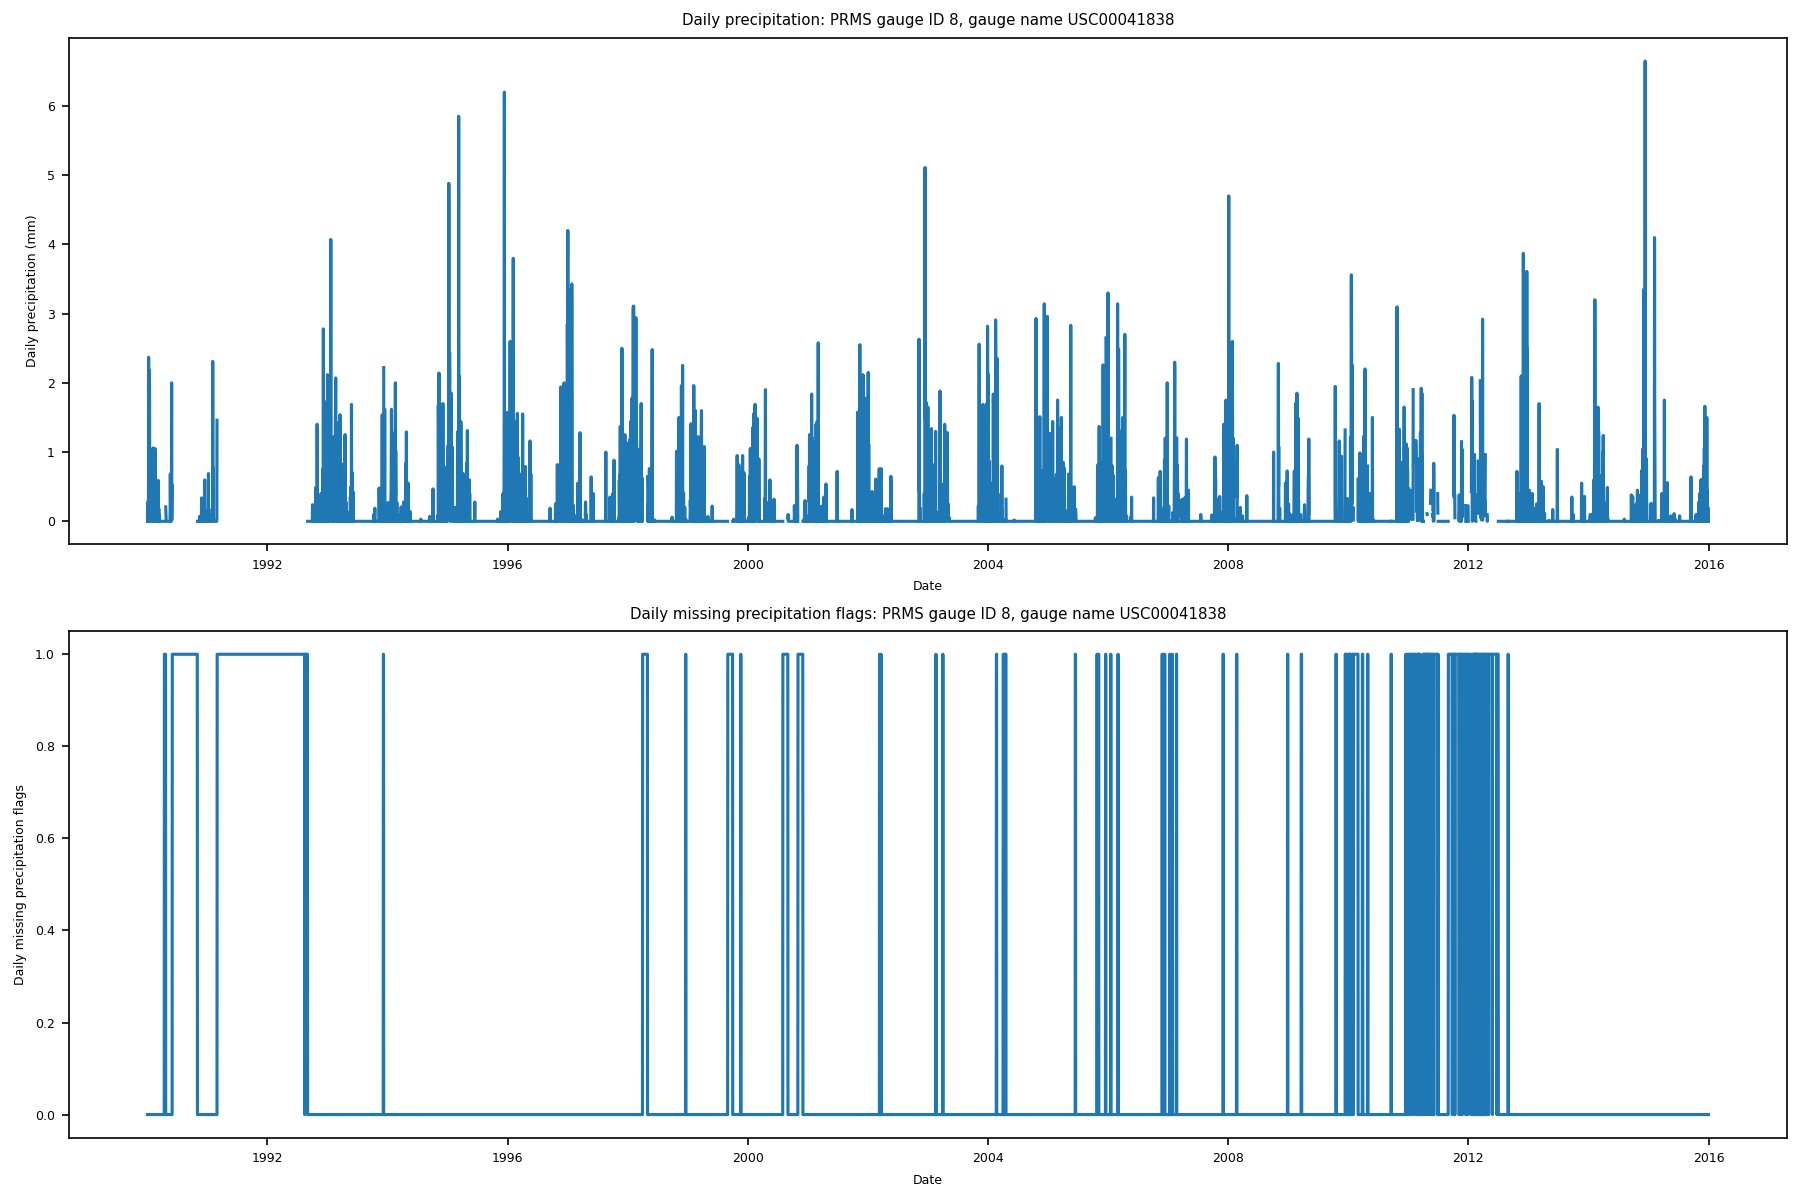 Daily precipitation: PRMS gauge ID 8, gauge name USC00041838
6
5
4
3
2
1
0
Daily precipitation (mm)
1992 1996 2000 2004 2008 2012 2016
Date
Daily missing precipitation flags: PRMS gauge ID 8, gauge name USC00041838
1.0
0.8
0.6
0.4
0.2
0.0
Daily missing precipitation flags
1992 1996 2000 2004 2008 2012 2016
Date